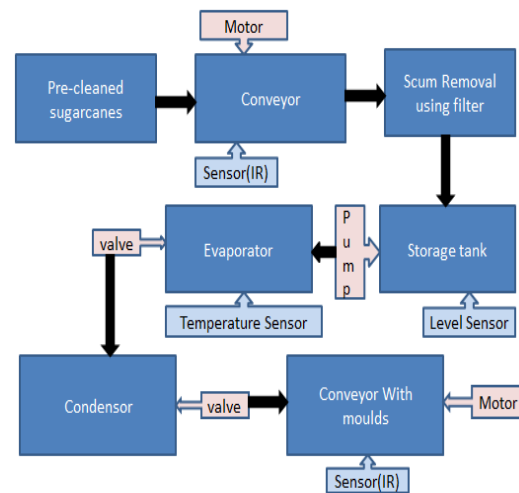 Motor
Pre-cleaned
sugarcanes
Conveyor
Scum Removal
using filter
Sensor(IR)
valve
Evaporator
Pump
Storage tank
Temperature Sensor
Level Sensor
Condensor
valve
Conveyor With
moulds
Motor
Sensor(IR)